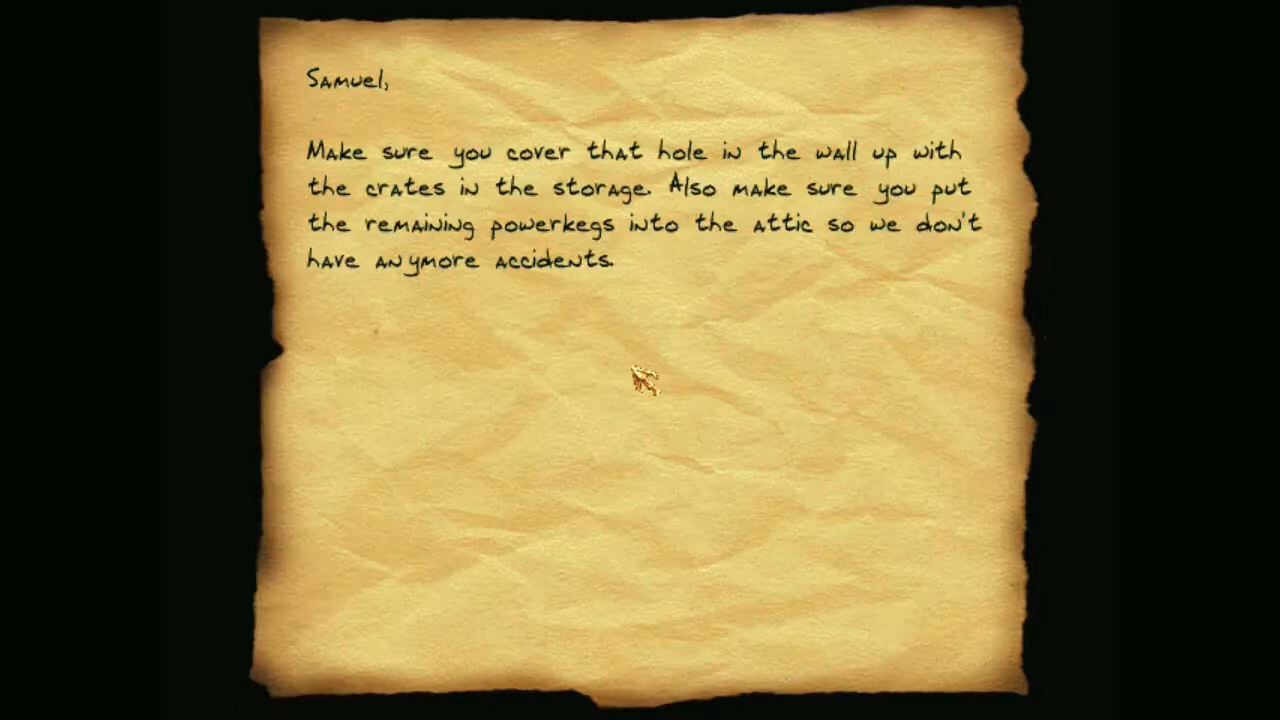 Samuel,
Make sure you cover that hole in the wall up with
the crates in the storage. Also make sure you put
the remaining powerkegs into the attic so we don't
have anymore accidents.